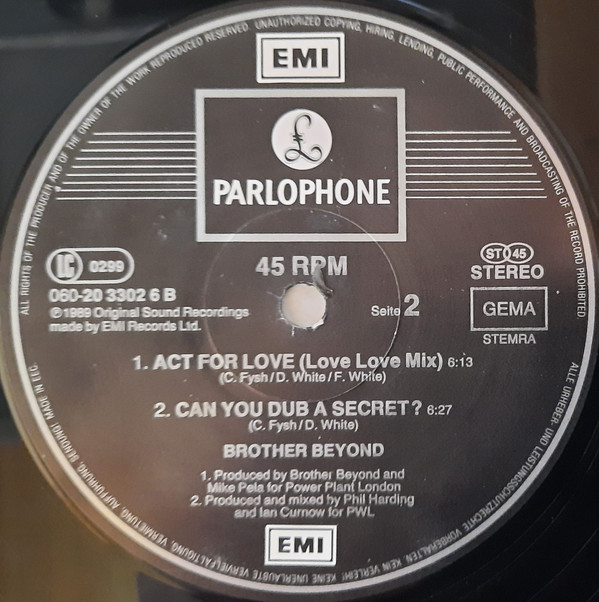 EMI
£
PARLOPHONE
45 RPM
LC 0299
ST 45
STEREO
060-20 3302 6 B
℗1989 Original Sound Recordings
made by EMI Records Ltd.
Seite 2
GEMA
STEMRA
1. ACT FOR LOVE (Love Love Mix) 6:13
(C. Fysh/D. White/F. White)
2. CAN YOU DUB A SECRET? 6:27
(C. Fysh/D. White)
BROTHER BEYOND
1. Produced by Brother Beyond and
Mike Pela for Power Plant London
2. Produced and mixed by Phil Harding
and Ian Curnow for PWL
EMI
ALL RIGHTS OF THE PRODUCER AND OF THE OWNER OF THE WORK REPRODUCED RESERVED. UNAUTHORIZED COPYING, HIRING, LENDING, PUBLIC PERFORMANCE AND BROADCASTING OF THE RECORD PROHIBITED
ALLE URHEBER- UND LEISTUNGSSCHUTZRECHTE VORBEHALTEN. KEIN VERLEIH! KEINE UNERLAUBTE VERVIELFÄLTIGUNG, VERMIETUNG, AUFFÜHRUNG, SENDUNG! MADE IN EEC.